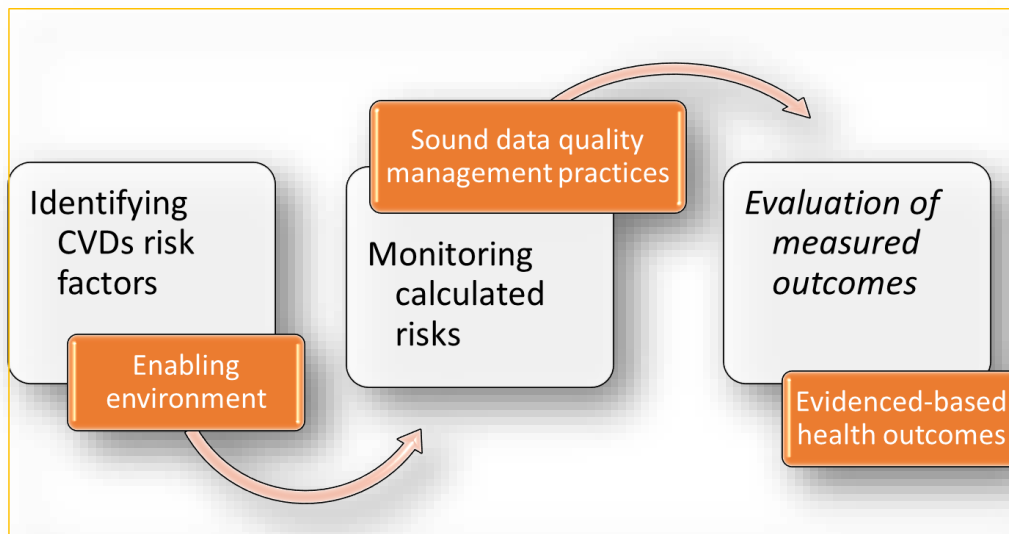 Identifying
CVDs risk
factors
Enabling
environment
Sound data quality
management practices
Monitoring
calculated
risks
Evaluation of
measured
outcomes
Evidenced-based
health outcomes